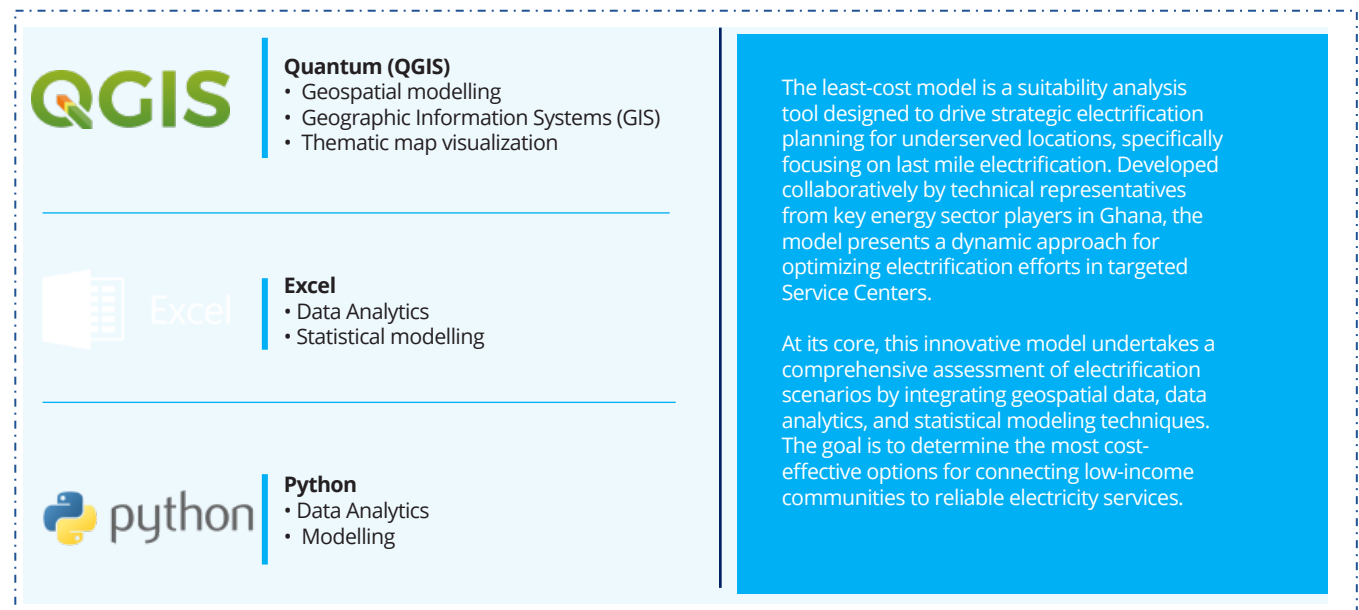 QGIS
Quantum (QGIS)
• Geospatial modelling
• Geographic Information Systems (GIS)
• Thematic map visualization
Excel
Excel
• Data Analytics
• Statistical modelling
python
Python
• Data Analytics
• Modelling
The least-cost model is a suitability analysis
tool designed to drive strategic electrification
planning for underserved locations, specifically
focusing on last mile electrification. Developed
collaboratively by technical representatives
from key energy sector players in Ghana, the
model presents a dynamic approach for
optimizing electrification efforts in targeted
Service Centers.
At its core, this innovative model undertakes a
comprehensive assessment of electrification
scenarios by integrating geospatial data, data
analytics, and statistical modeling techniques.
The goal is to determine the most cost-
effective options for connecting low-income
communities to reliable electricity services.